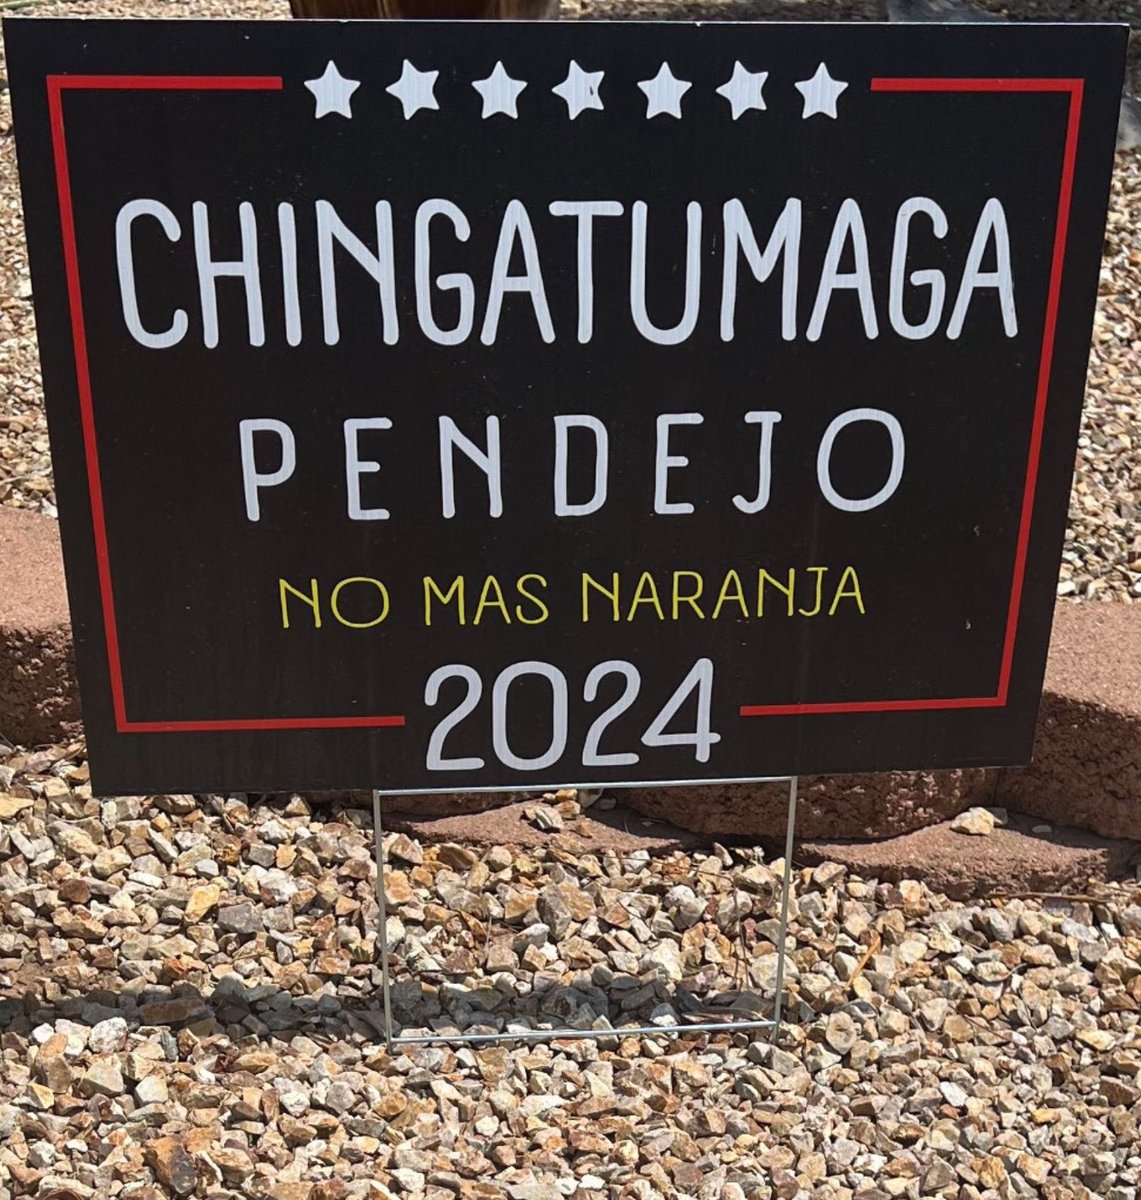 CHINGATUMAGA
PENDEJO
NO MAS NARANJA
2024